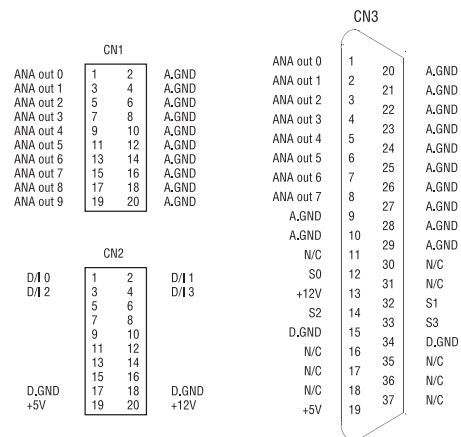 CN1
ANA out 0 1 2 A.GND
ANA out 1 3 4 A.GND
ANA out 2 5 6 A.GND
ANA out 3 7 8 A.GND
ANA out 4 9 10 A.GND
ANA out 5 11 12 A.GND
ANA out 6 13 14 A.GND
ANA out 7 15 16 A.GND
ANA out 8 17 18 A.GND
ANA out 9 19 20 A.GND
CN2
D/I 0 1 2 D/I 1
D/I 2 3 4 D/I 3
5 6
7 8
9 10
11 12
13 14
15 16
D.GND 17 18 D.GND
+5V 19 20 +12V
CN3
ANA out 0 1
20 A.GND
ANA out 1 2
21 A.GND
ANA out 2 3
22 A.GND
ANA out 3 4
23 A.GND
ANA out 4 5
24 A.GND
ANA out 5 6
25 A.GND
ANA out 6 7
26 A.GND
ANA out 7 8
27 A.GND
A.GND 9
28 A.GND
A.GND 10
29 A.GND
N/C 11
30 N/C
S0 12
31 N/C
+12V 13
32 S1
S2 14
33 S3
D.GND 15
34 D.GND
N/C 16
35 N/C
N/C 17
36 N/C
N/C 18
37 N/C
+5V 19